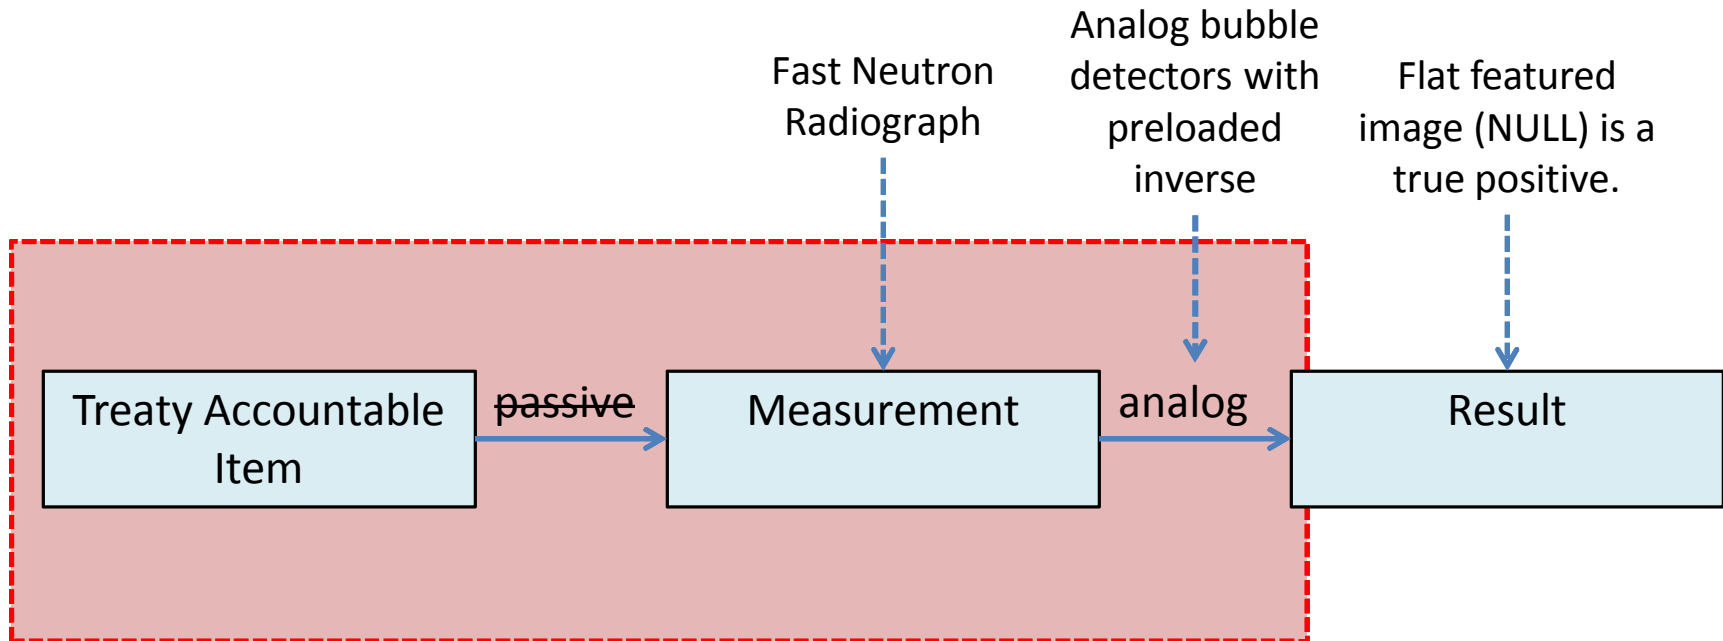 Fast Neutron
Radiograph
Analog bubble
detectors with
preloaded
inverse
Flat featured
image (NULL) is a
true positive.
Treaty Accountable
Item
passive
Measurement
analog
Result